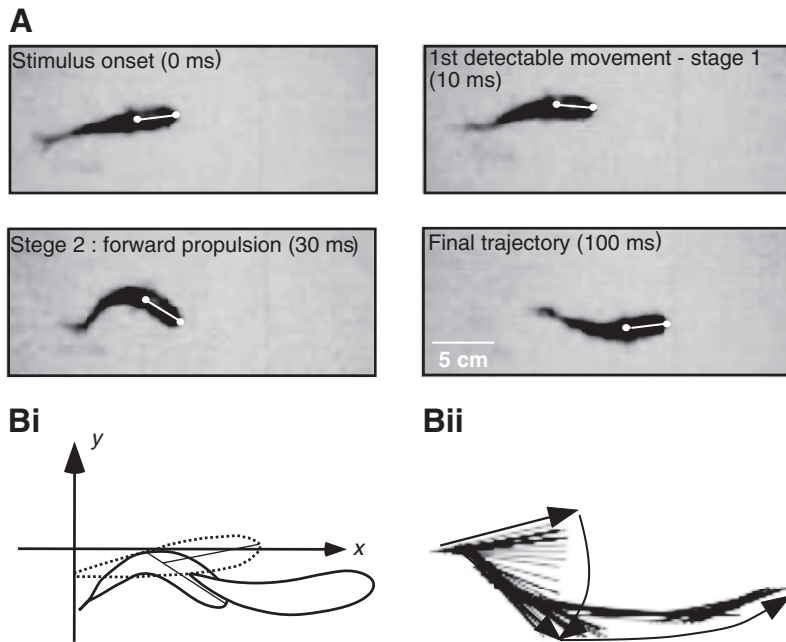 A
Stimulus onset (0 ms)
1st detectable movement - stage 1
(10 ms)
Stege 2 : forward propulsion (30 ms)
Final trajectory (100 ms)
5 cm
Bi
Bii
y
x